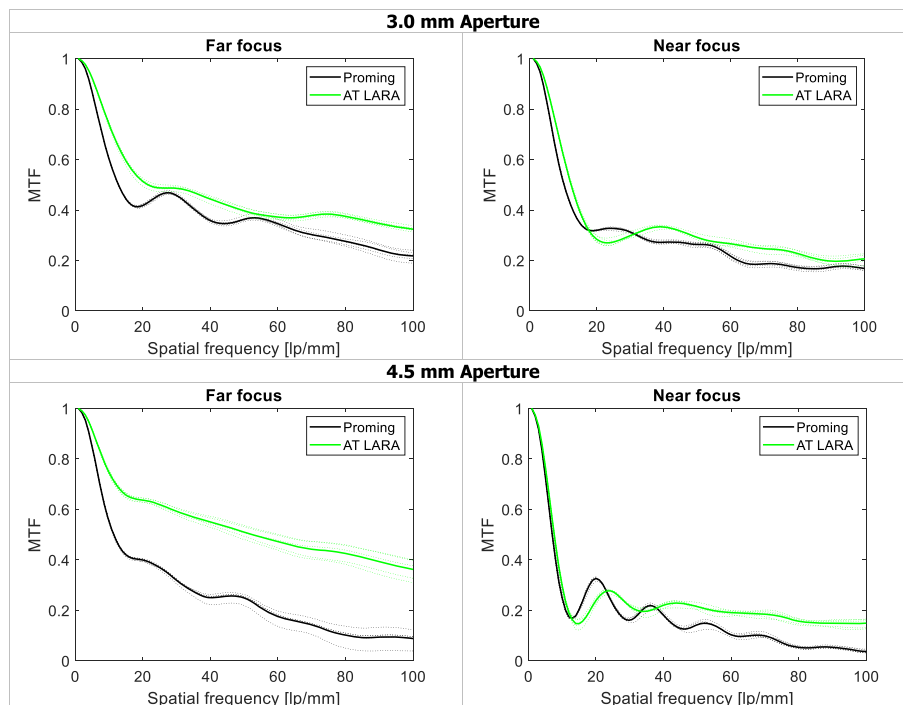 3.0 mm Aperture
Far focus
Near focus
1
0.8
0.6
0.4
0.2
0
MTF
0 20 40 60 80 100
Spatial frequency [lp/mm]
Proming
AT LARA
1
0.8
0.6
0.4
0.2
0
MTF
0 20 40 60 80 100
Spatial frequency [lp/mm]
Proming
AT LARA
4.5 mm Aperture
Far focus
Near focus
1
0.8
0.6
0.4
0.2
0
MTF
0 20 40 60 80 100
Spatial frequency [lp/mm]
Proming
AT LARA
1
0.8
0.6
0.4
0.2
0
MTF
0 20 40 60 80 100
Spatial frequency [lp/mm]
Proming
AT LARA